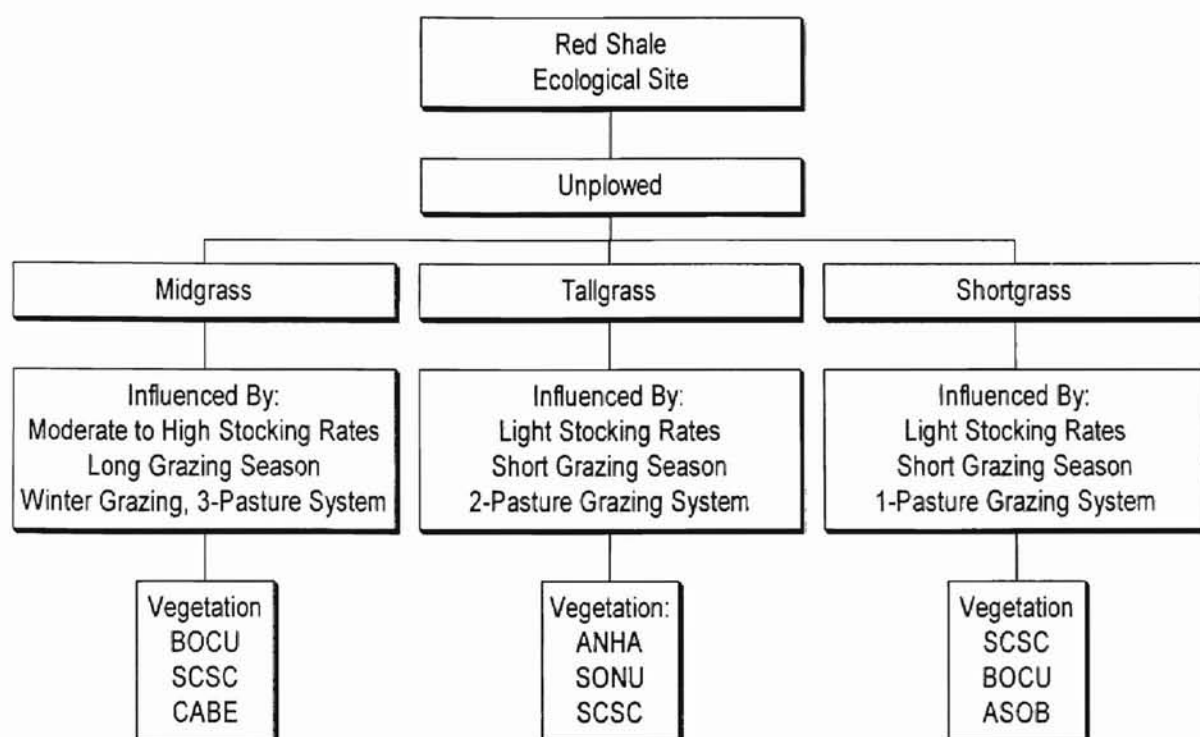 Red Shale
Ecological Site
Unplowed
Midgrass
Tallgrass
Shortgrass
Influenced By:
Moderate to High Stocking Rates
Long Grazing Season
Winter Grazing, 3-Pasture System
Influenced By:
Light Stocking Rates
Short Grazing Season
2-Pasture Grazing System
Influenced By:
Light Stocking Rates
Short Grazing Season
1-Pasture Grazing System
Vegetation
BOCU
SCSC
CABE
Vegetation:
ANHA
SONU
SCSC
Vegetation
SCSC
BOCU
ASOB